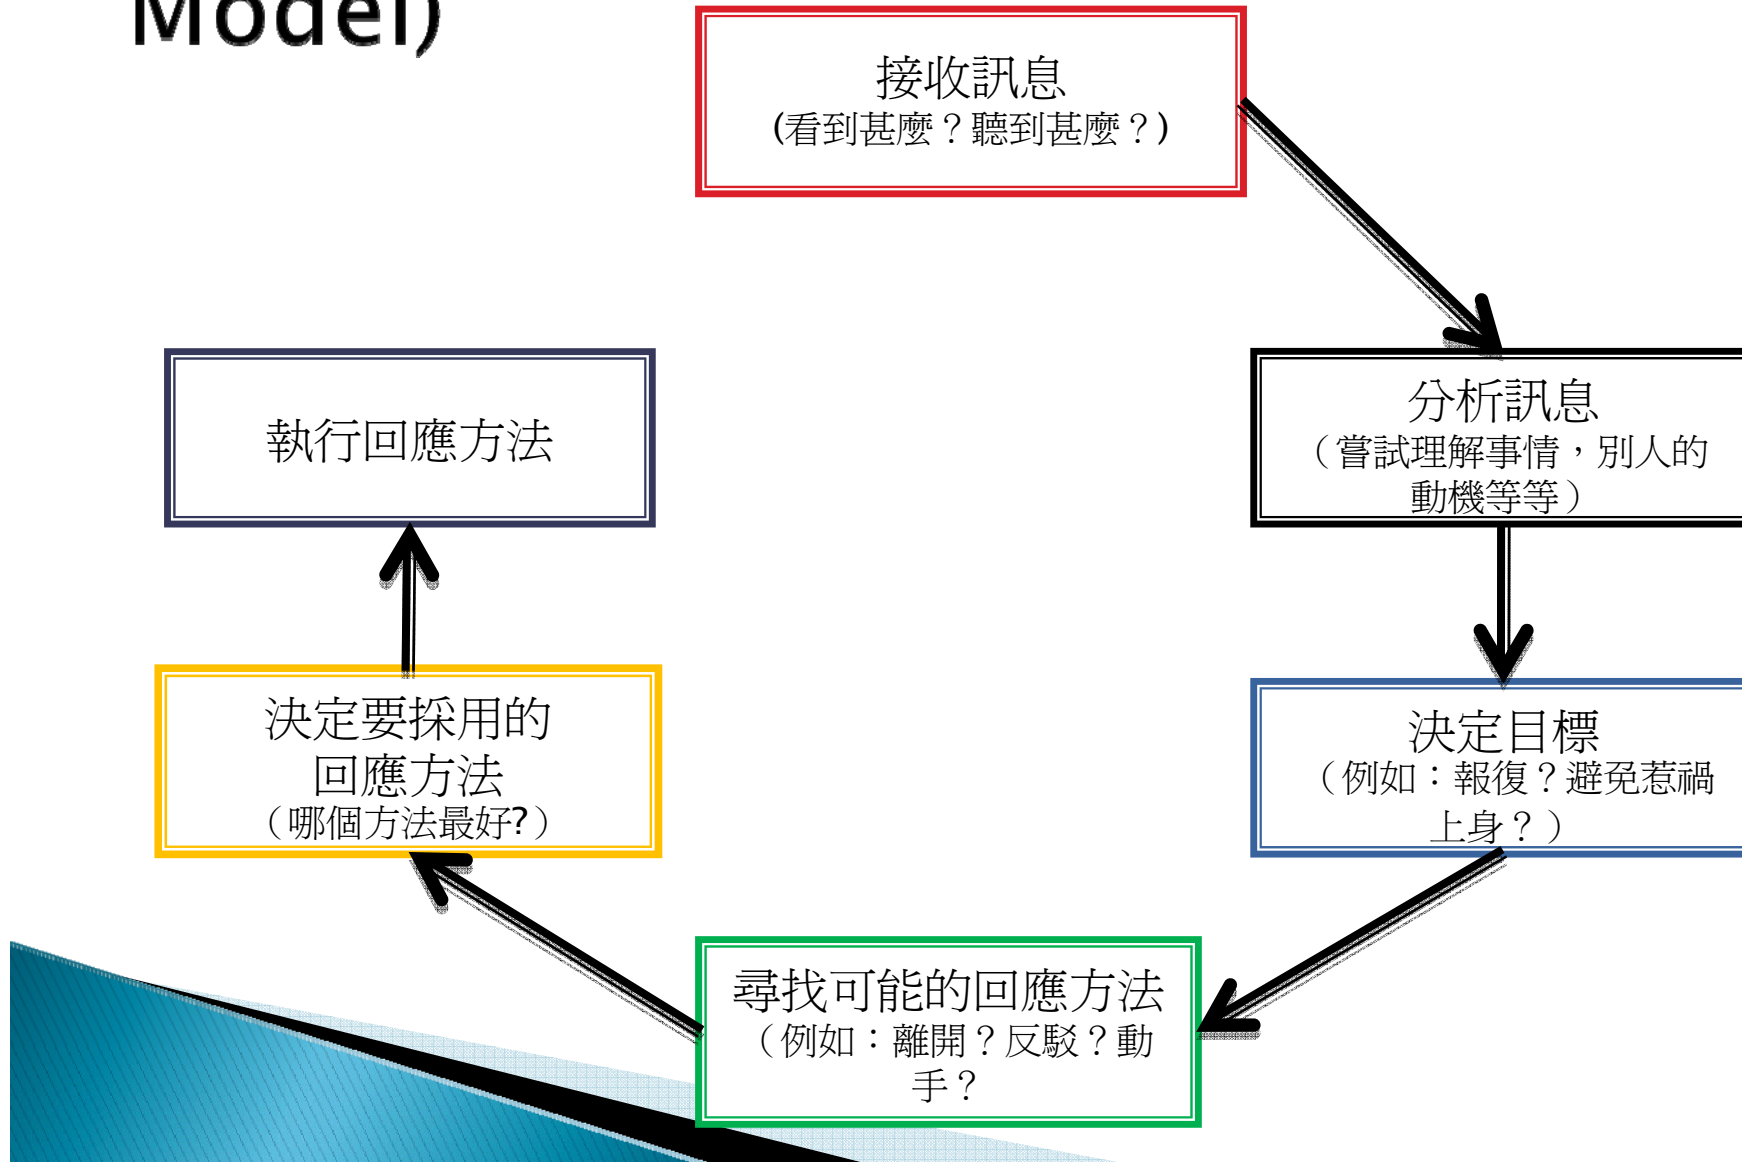 Model)
接收訊息
(看到甚麼？聽到甚麼？)
分析訊息
（嘗試理解事情，別人的
動機等等）
執行回應方法
決定要採用的
回應方法
（哪個方法最好?）
決定目標
（例如：報復？避免惹禍
上身？）
尋找可能的回應方法
（例如：離開？反駁？動
手？